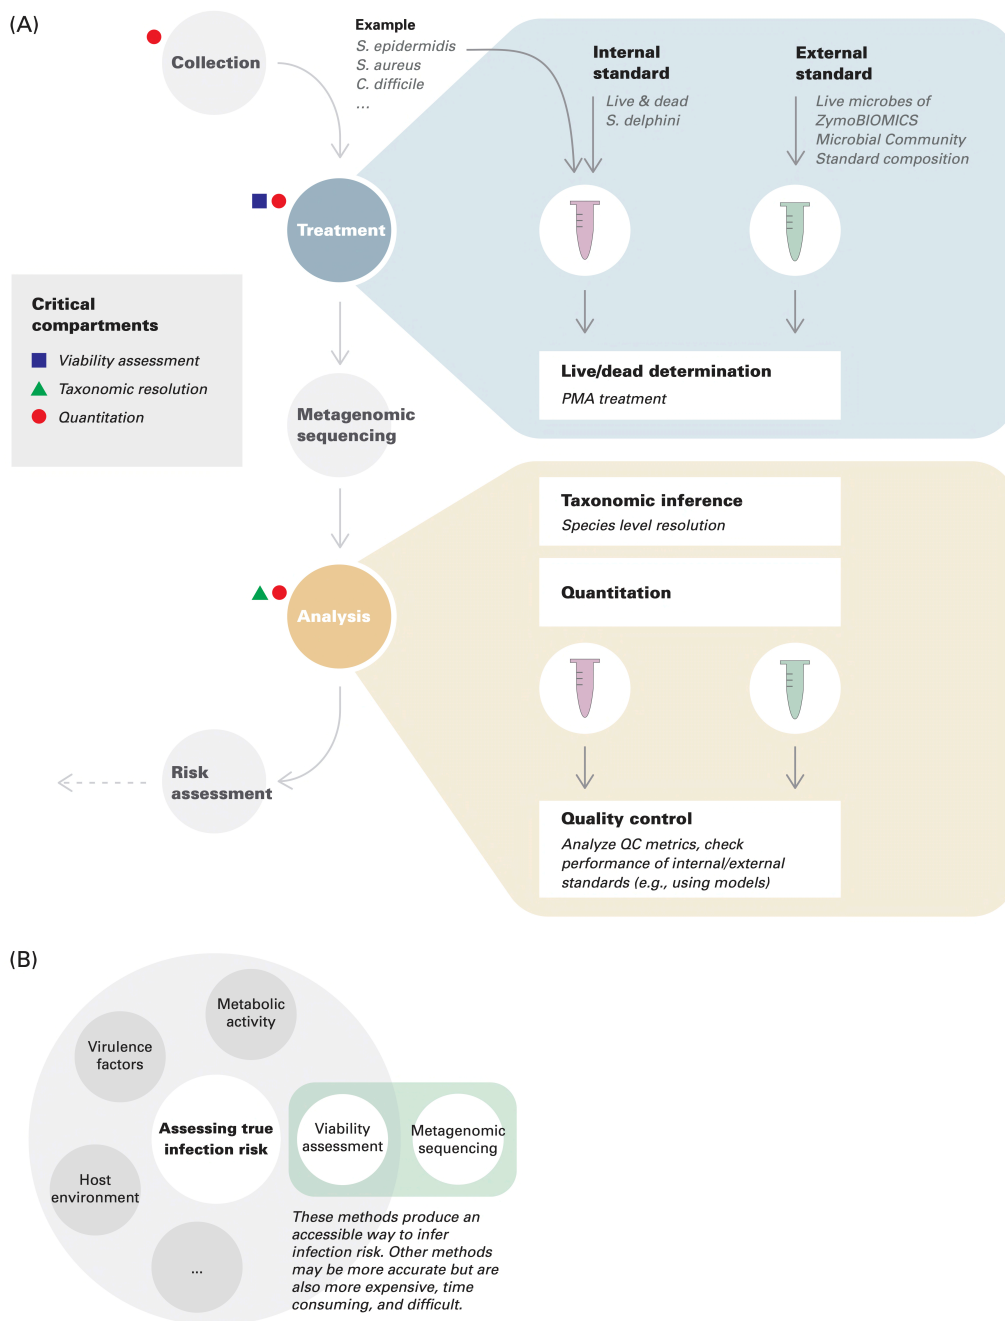 (A)
Collection
Example
S. epidermidis
S. aureus
C. difficile
...
Internal
standard
Live & dead
S. delphini
External
standard
Live microbes of
ZymoBIOMICS
Microbial Community
Standard composition
Treatment
Critical
compartments
Viability assessment
Taxonomic resolution
Quantitation
Live/dead determination
PMA treatment
Metagenomic
sequencing
Taxonomic inference
Species level resolution
Quantitation
Analysis
Risk
assessment
Quality control
Analyze QC metrics, check
performance of internal/external
standards (e.g., using models)
(B)
Metabolic
activity
Virulence
factors
Assessing true
infection risk
Viability
assessment
Metagenomic
sequencing
Host
environment
...
These methods produce an
accessible way to infer
infection risk. Other methods
may be more accurate but are
also more expensive, time
consuming, and difficult.